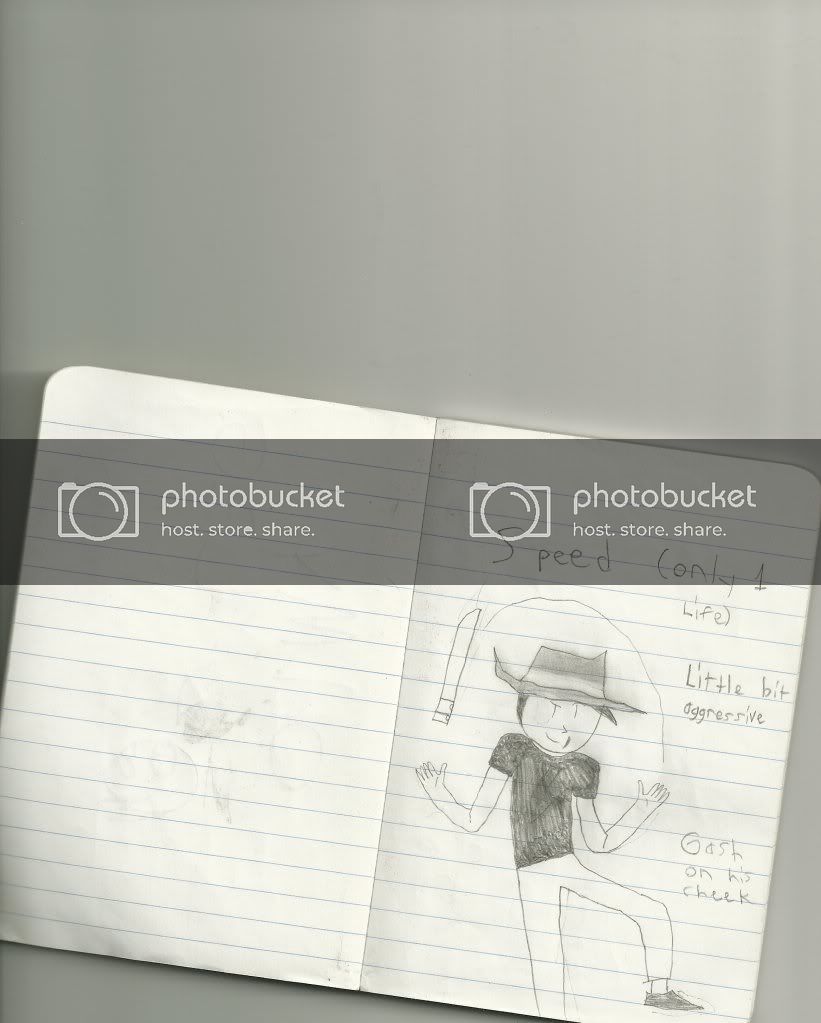 photobucket
host. store. share.
photobucket
host. store. share.
Speed (only 1
Life)
Little bit
aggressive
Gash
on his
cheek